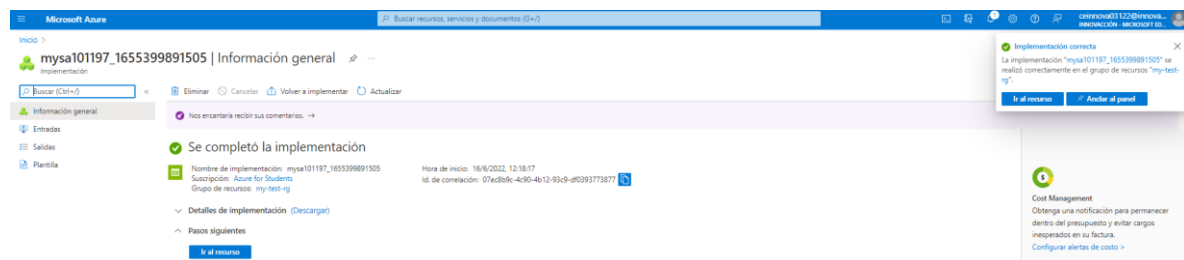 Microsoft Azure
Buscar recursos, servicios y documentos (G+/)
ceinnova03122@innova...
INNOVACCIÓN - MICROSOFT ED...
Inicio >
mysa101197_1655399891505 | Información general
Implementación
Buscar (Ctrl+/)
Eliminar
Cancelar
Volver a implementar
Actualizar
Información general
Entradas
Salidas
Plantilla
Nos encantaría recibir sus comentarios. →
Se completó la implementación
Nombre de implementación: mysa101197_1655399891505
Suscripción: Azure for Students
Grupo de recursos: my-test-rg
Hora de inicio: 16/6/2022, 12:18:17
Id. de correlación: 07ec8b9c-4c90-4b12-93c9-df0393773877
Detalles de implementación (Descargar)
Pasos siguientes
Ir al recurso
Implementación correcta
La implementación "mysa101197_1655399891505" se
realizó correctamente en el grupo de recursos "my-test-
rg".
Ir al recurso
Anclar al panel
Cost Management
Obtenga una notificación para permanecer
dentro del presupuesto y evitar cargos
inesperados en su factura.
Configurar alertas de costo >